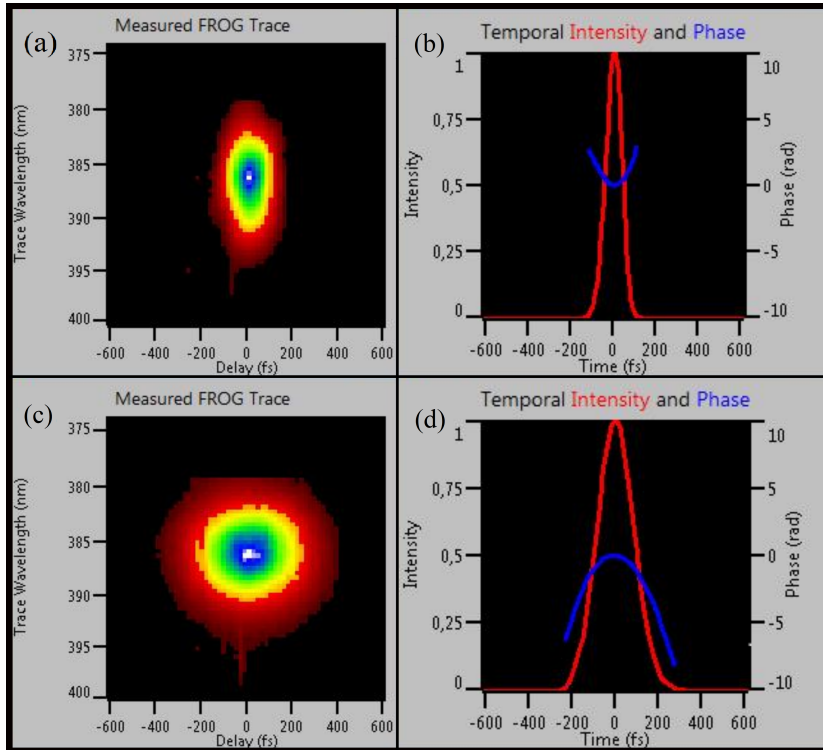 (a)
Measured FROG Trace
Trace Wavelength (nm)
375
380
385
390
395
400
-600 -400 -200 0 200 400 600
Delay (fs)
(b)
Temporal Intensity and Phase
Intensity
1
0,75
0,5
0,25
0
10
5
0
-5
-10
Phase (rad)
-600 -400 -200 0 200 400 600
Time (fs)
(c)
Measured FROG Trace
Trace Wavelength (nm)
375
380
385
390
395
400
-600 -400 -200 0 200 400 600
Delay (fs)
(d)
Temporal Intensity and Phase
Intensity
1
0,75
0,5
0,25
0
10
5
0
-5
-10
Phase (rad)
-600 -400 -200 0 200 400 600
Time (fs)